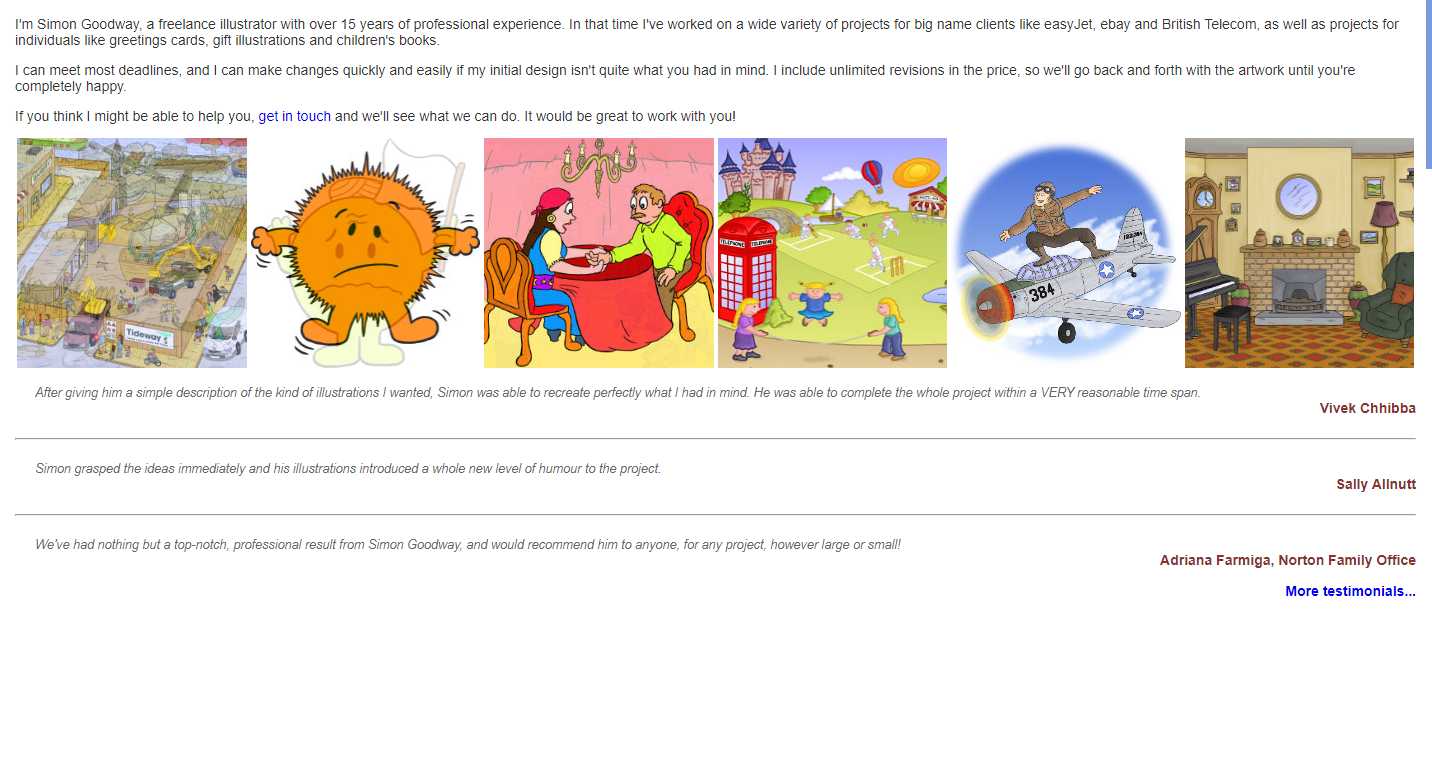 I'm Simon Goodway, a freelance illustrator with over 15 years of professional experience. In that time I've worked on a wide variety of projects for big name clients like easyJet, ebay and British Telecom, as well as projects for
individuals like greetings cards, gift illustrations and children's books.
I can meet most deadlines, and I can make changes quickly and easily if my initial design isn't quite what you had in mind. I include unlimited revisions in the price, so we'll go back and forth with the artwork until you're
completely happy.
If you think I might be able to help you, get in touch and we'll see what we can do. It would be great to work with you!
TELEPHONE TELEPHONE
384
Tideway
After giving him a simple description of the kind of illustrations I wanted, Simon was able to recreate perfectly what I had in mind. He was able to complete the whole project within a VERY reasonable time span.
Vivek Chhibba
Simon grasped the ideas immediately and his illustrations introduced a whole new level of humour to the project.
Sally Allnutt
We've had nothing but a top-notch, professional result from Simon Goodway, and would recommend him to anyone, for any project, however large or small!
Adriana Farmiga, Norton Family Office
More testimonials...